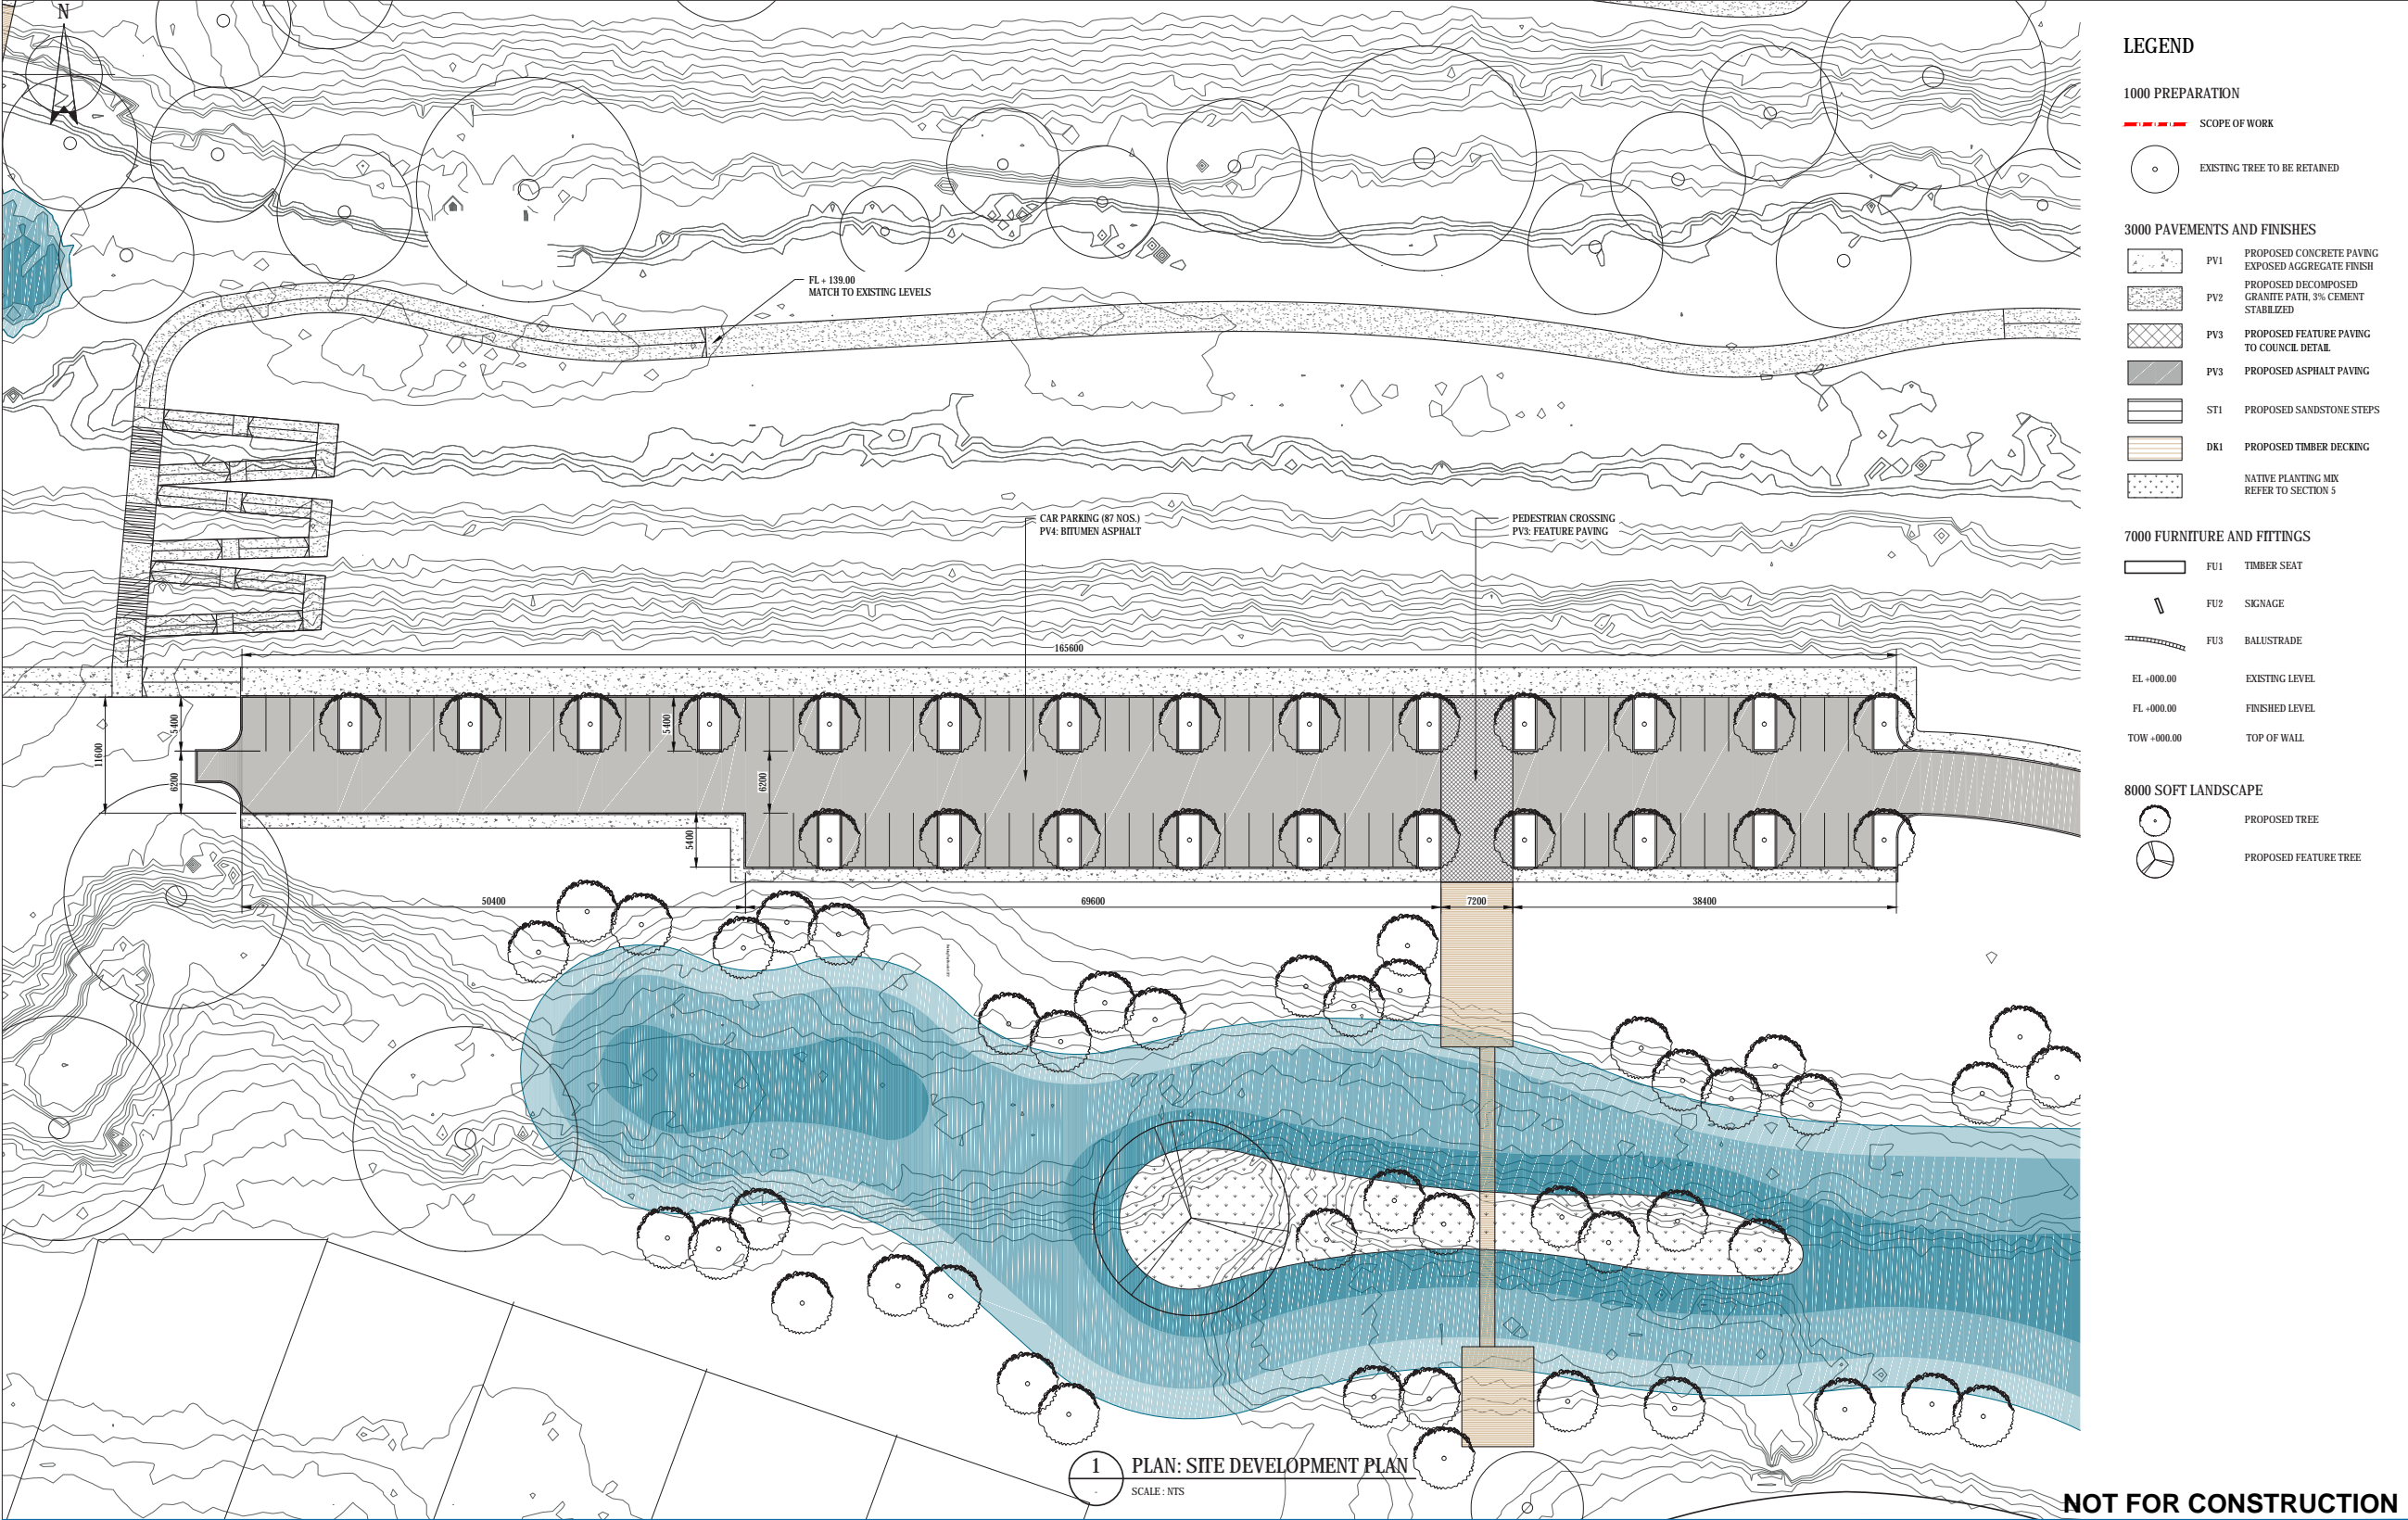 N
FL + 139.00
MATCH TO EXISTING LEVELS
CAR PARKING (87 NOS.)
PV4: BITUMEN ASPHALT
PEDESTRIAN CROSSING
PV3: FEATURE PAVING
165600
5400
11600
6200
5400
6200
5400
50400
69600
7200
38400
1
PLAN: SITE DEVELOPMENT PLAN
SCALE : NTS
LEGEND
1000 PREPARATION
SCOPE OF WORK
EXISTING TREE TO BE RETAINED
3000 PAVEMENTS AND FINISHES
PV1 PROPOSED CONCRETE PAVING
EXPOSED AGGREGATE FINISH
PV2 PROPOSED DECOMPOSED
GRANITE PATH, 3% CEMENT
STABILIZED
PV3 PROPOSED FEATURE PAVING
TO COUNCIL DETAIL
PV3 PROPOSED ASPHALT PAVING
ST1 PROPOSED SANDSTONE STEPS
DK1 PROPOSED TIMBER DECKING
NATIVE PLANTING MIX
REFER TO SECTION 5
7000 FURNITURE AND FITTINGS
FU1 TIMBER SEAT
FU2 SIGNAGE
FU3 BALUSTRADE
EL +000.00 EXISTING LEVEL
FL +000.00 FINISHED LEVEL
TOW +000.00 TOP OF WALL
8000 SOFT LANDSCAPE
PROPOSED TREE
PROPOSED FEATURE TREE
NOT FOR CONSTRUCTION